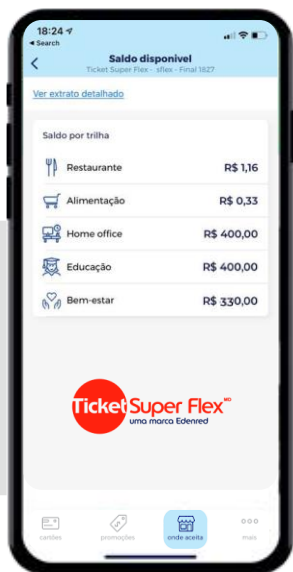 18:24
Search
Saldo disponivel
Ticket Super Flex - sflex - Final 1827
Ver extrato detalhado
Saldo por trilha
Restaurante R$ 1,16
Alimentação R$ 0,33
Home office R$ 400,00
Educação R$ 400,00
Bem-estar R$ 330,00
Ticket Super Flex MD
uma marca Edenred
cartões promoções onde aceita mais